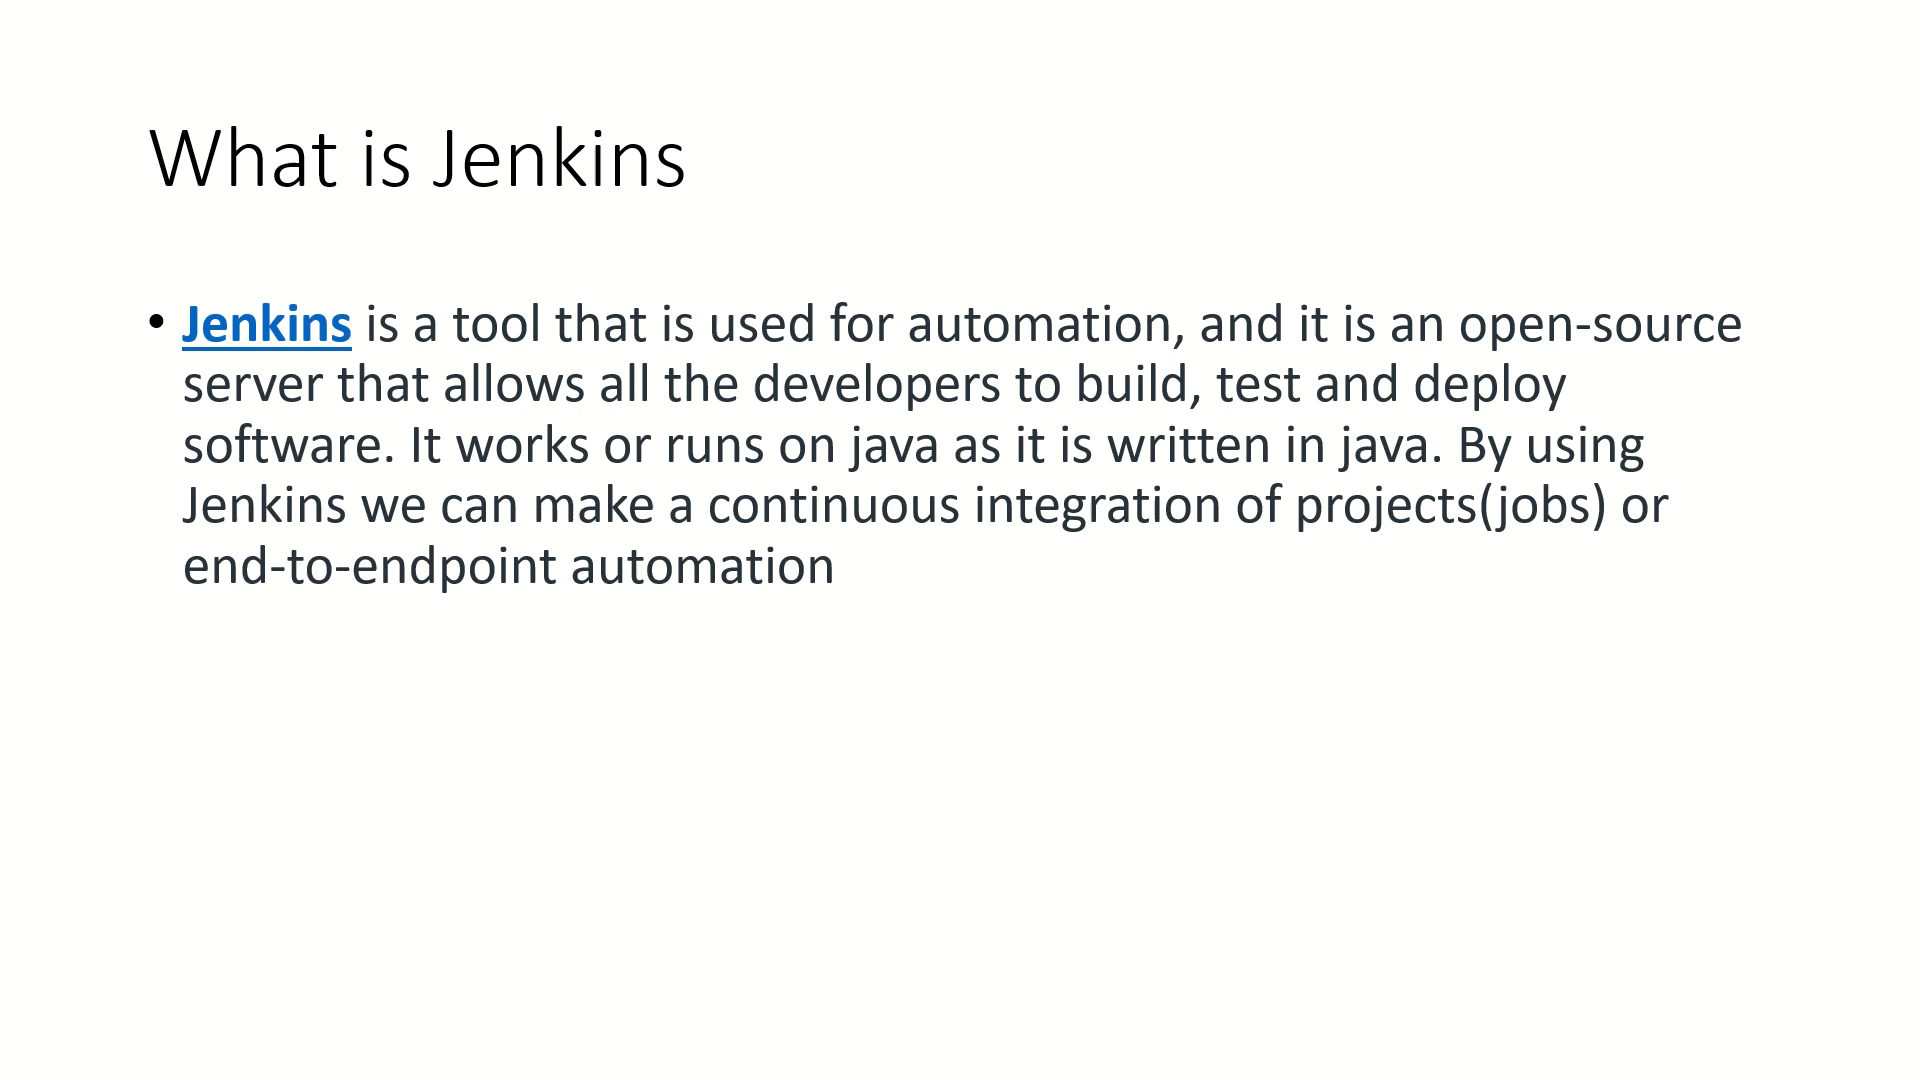 What is Jenkins
• Jenkins is a tool that is used for automation, and it is an open-source
server that allows all the developers to build, test and deploy
software. It works or runs on java as it is written in java. By using
Jenkins we can make a continuous integration of projects(jobs) or
end-to-endpoint automation